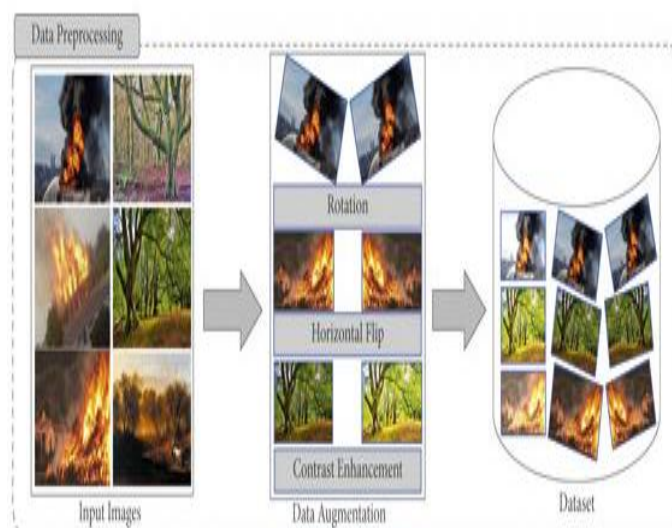 Data Preprocessing
Rotation
Horizontal Flip
Contrast Enhancement
Input Images
Data Augmentation
Dataset